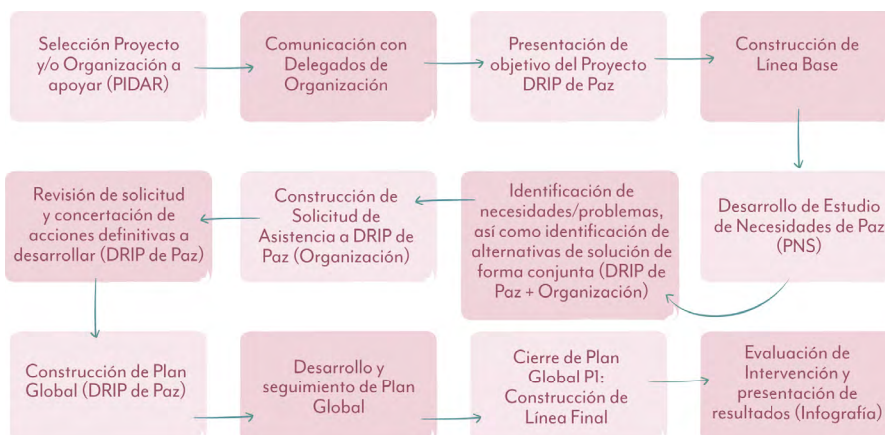 Selección Proyecto
y/o Organización a
apoyar (PIDAR)
Comunicación con
Delegados de
Organización
Presentación de
objetivo del Proyecto
DRIP de Paz
Construcción de
Línea Base
Desarrollo de Estudio
de Necesidades de Paz
(PNS)
Identificación de
necesidades/problemas,
así como identificación de
alternativas de solución de
forma conjunta (DRIP de
Paz + Organización)
Construcción de
Solicitud de
Asistencia a DRIP de
Paz (Organización)
Revisión de solicitud
y concertación de
acciones definitivas a
desarrollar (DRIP de Paz)
Construcción de Plan
Global (DRIP de Paz)
Desarrollo y
seguimiento de Plan
Global
Cierre de Plan
Global P1:
Construcción de
Línea Final
Evaluación de
Intervención y
presentación de
resultados (Infografía)